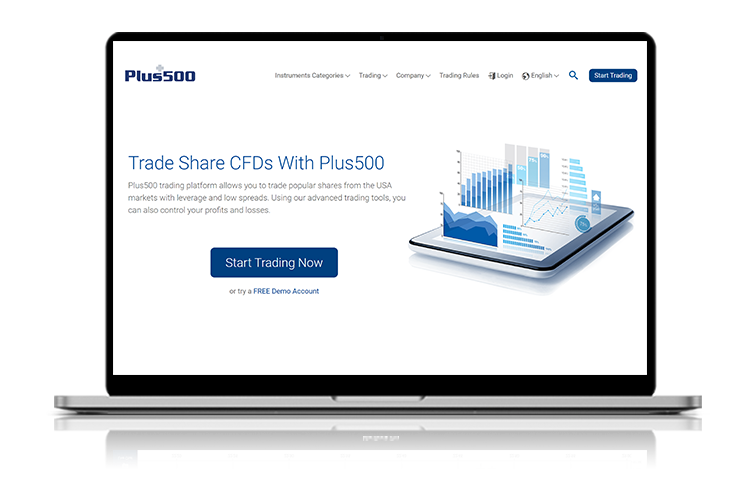 Plus500
Instruments Categories Trading Company Trading Rules Login English Start Trading
Trade Share CFDs With Plus500
Plus500 trading platform allows you to trade popular shares from the USA
markets with leverage and low spreads. Using our advanced trading tools, you
can also control your profits and losses.
Start Trading Now
or try a FREE Demo Account